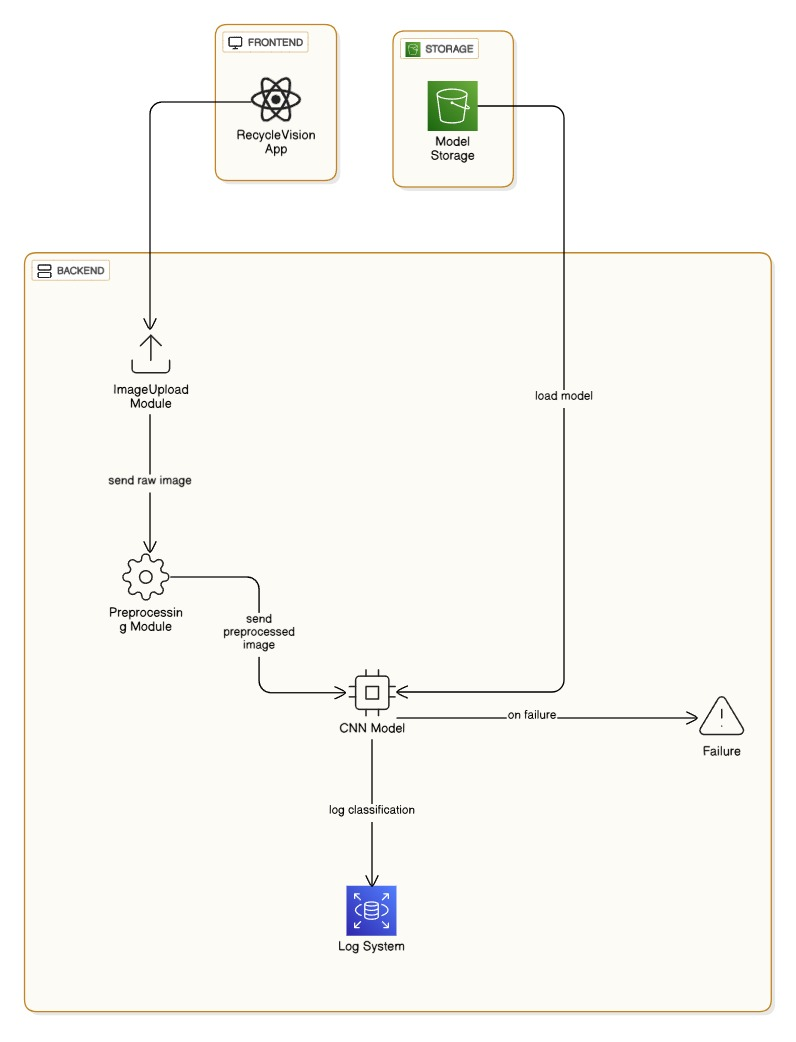 FRONTEND
RecycleVision
App
STORAGE
Model
Storage
BACKEND
ImageUpload
Module
load model
send raw image
Preprocessin
g Module
send
preprocessed
image
CNN Model
on failure
Failure
log classification
Log System